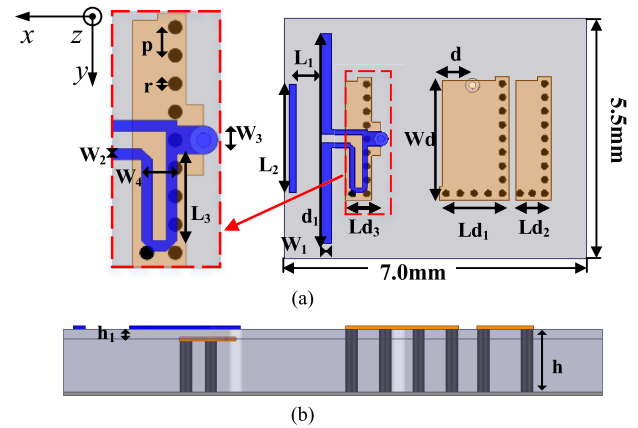 x
z
y
p
r
W₃
W₂
W₄
L₃
L₁
L₂
d₁
W₁
Ld₃
d
Wd
Ld₁
Ld₂
5.5mm
7.0mm
(a)
h₁
h
(b)